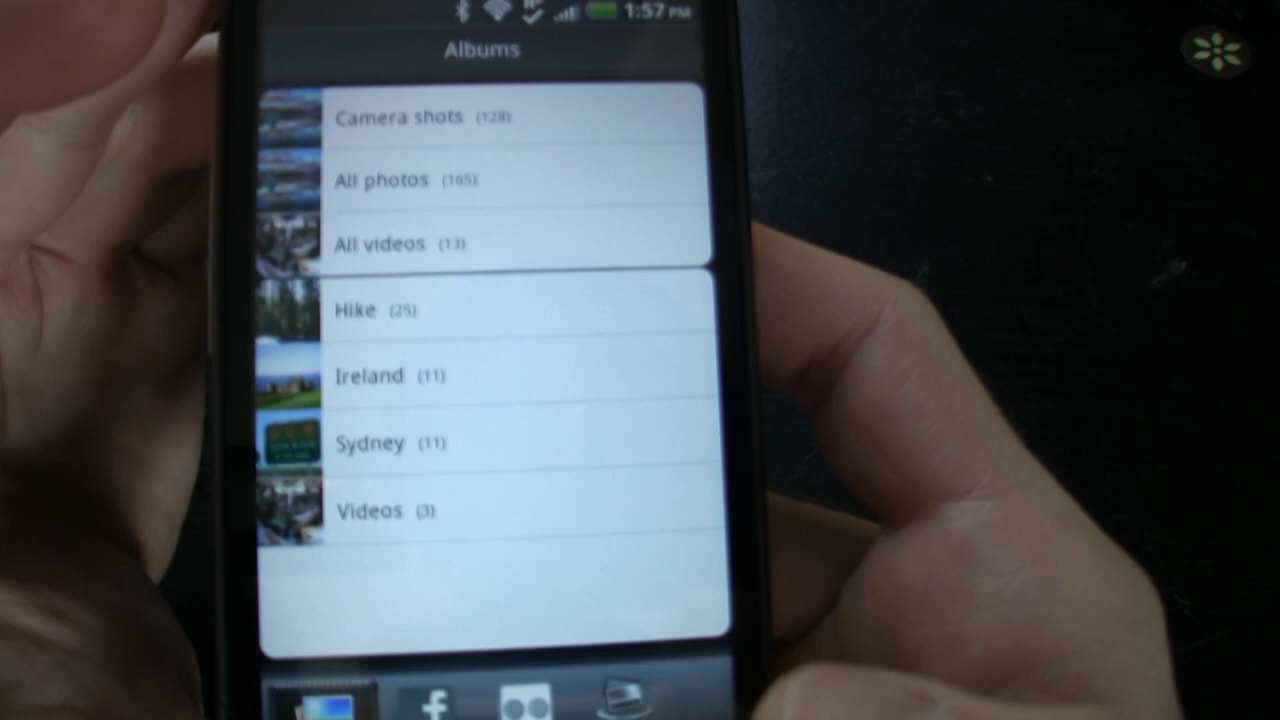 1:57 PM
Albums
Camera shots (128)
All photos (165)
All videos (13)
Hike (25)
Ireland (11)
Sydney (11)
Videos (3)
f